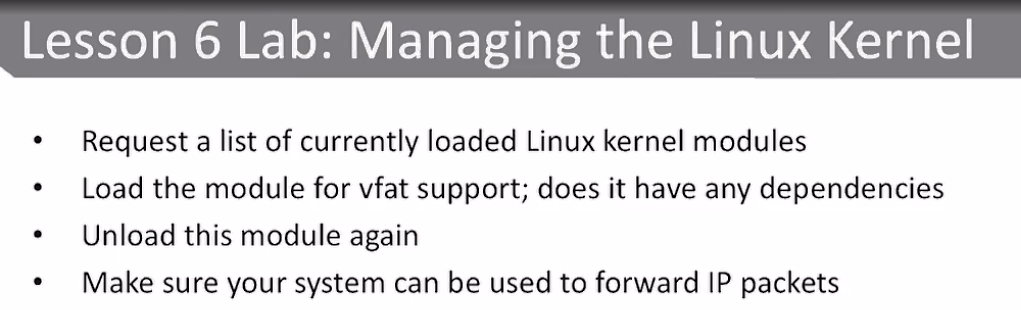 Lesson 6 Lab: Managing the Linux Kernel
• Request a list of currently loaded Linux kernel modules
• Load the module for vfat support; does it have any dependencies
• Unload this module again
• Make sure your system can be used to forward IP packets